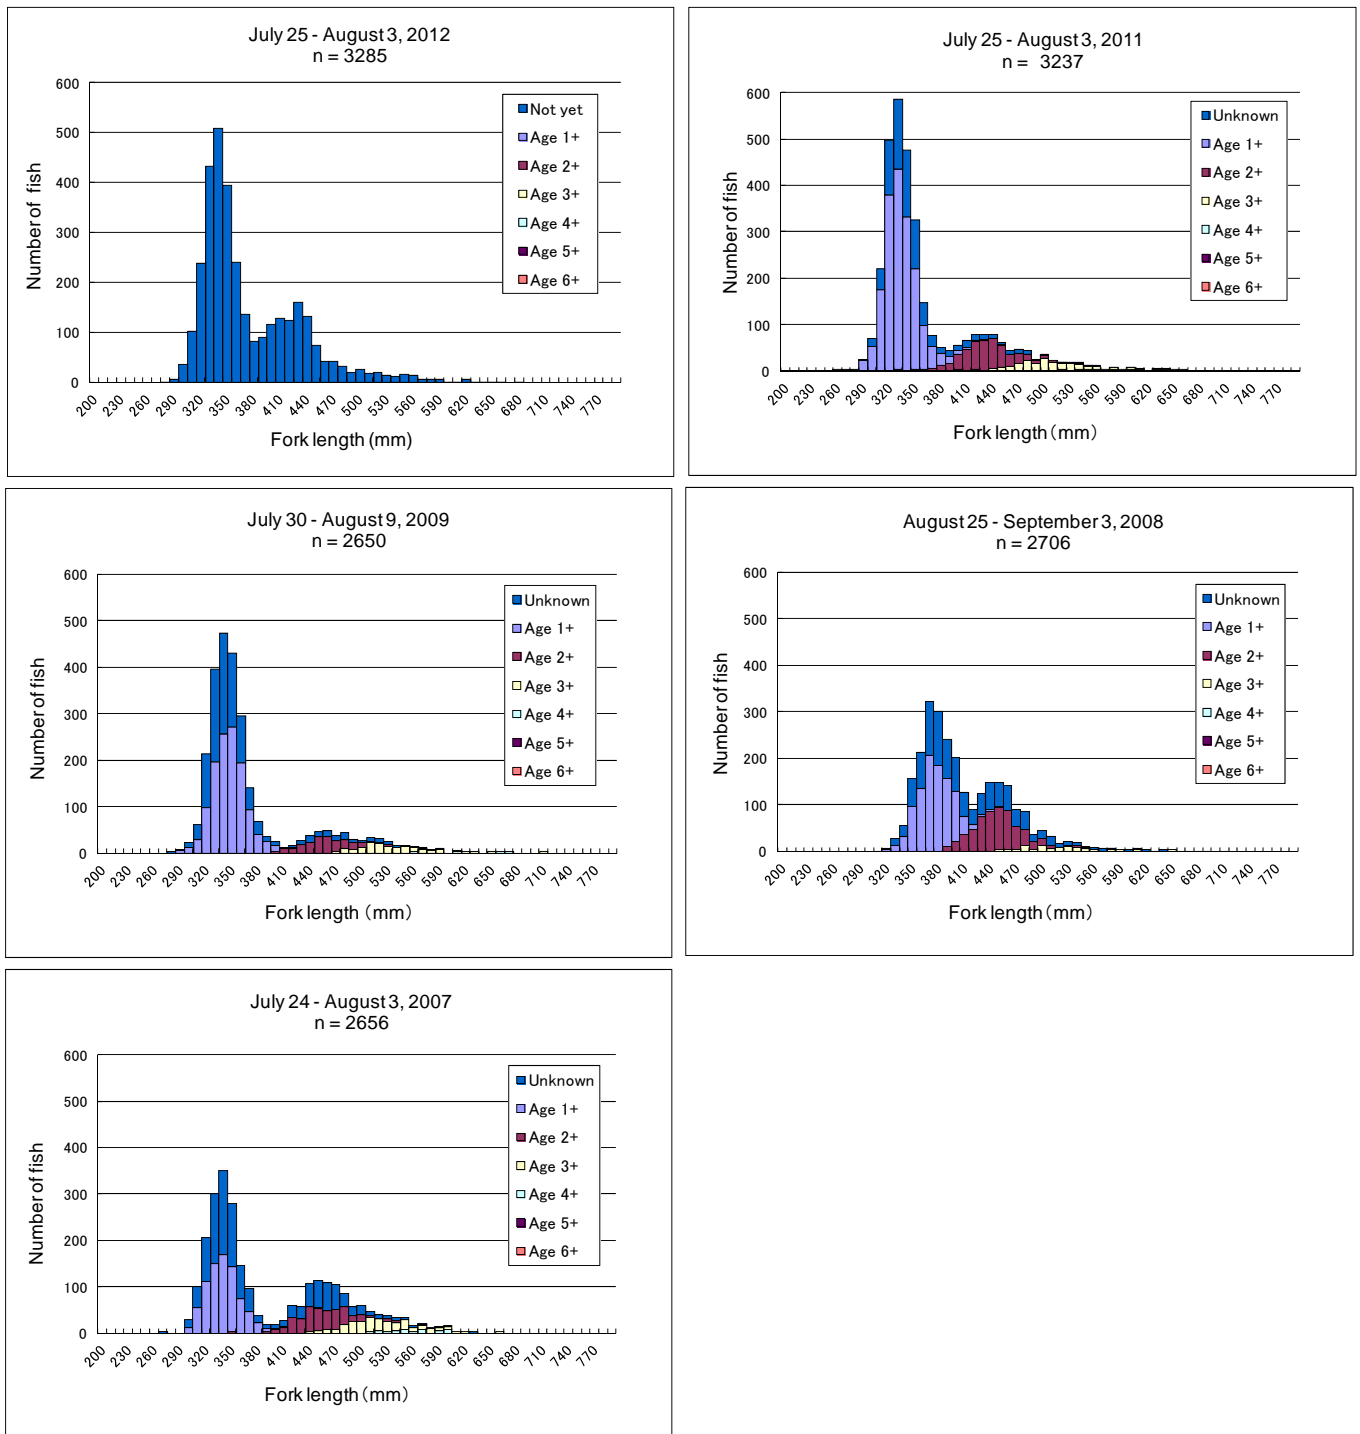 July 25 - August 3, 2012
n = 3285
600
500
400
300
200
100
0
Number of fish
Not yet
Age 1+
Age 2+
Age 3+
Age 4+
Age 5+
Age 6+
200 230 260 290 320 350 380 410 440 470 500 530 560 590 620 650 680 710 740 770
Fork length (mm)
July 25 - August 3, 2011
n = 3237
600
500
400
300
200
100
0
Number of fish
Unknown
Age 1+
Age 2+
Age 3+
Age 4+
Age 5+
Age 6+
200 230 260 290 320 350 380 410 440 470 500 530 560 590 620 650 680 710 740 770
Fork length (mm)
July 30 - August 9, 2009
n = 2650
600
500
400
300
200
100
0
Number of fish
Unknown
Age 1+
Age 2+
Age 3+
Age 4+
Age 5+
Age 6+
200 230 260 290 320 350 380 410 440 470 500 530 560 590 620 650 680 710 740 770
Fork length (mm)
August 25 - September 3, 2008
n = 2706
600
500
400
300
200
100
0
Number of fish
Unknown
Age 1+
Age 2+
Age 3+
Age 4+
Age 5+
Age 6+
200 230 260 290 320 350 380 410 440 470 500 530 560 590 620 650 680 710 740 770
Fork length (mm)
July 24 - August 3, 2007
n = 2656
600
500
400
300
200
100
0
Number of fish
Unknown
Age 1+
Age 2+
Age 3+
Age 4+
Age 5+
Age 6+
200 230 260 290 320 350 380 410 440 470 500 530 560 590 620 650 680 710 740 770
Fork length (mm)